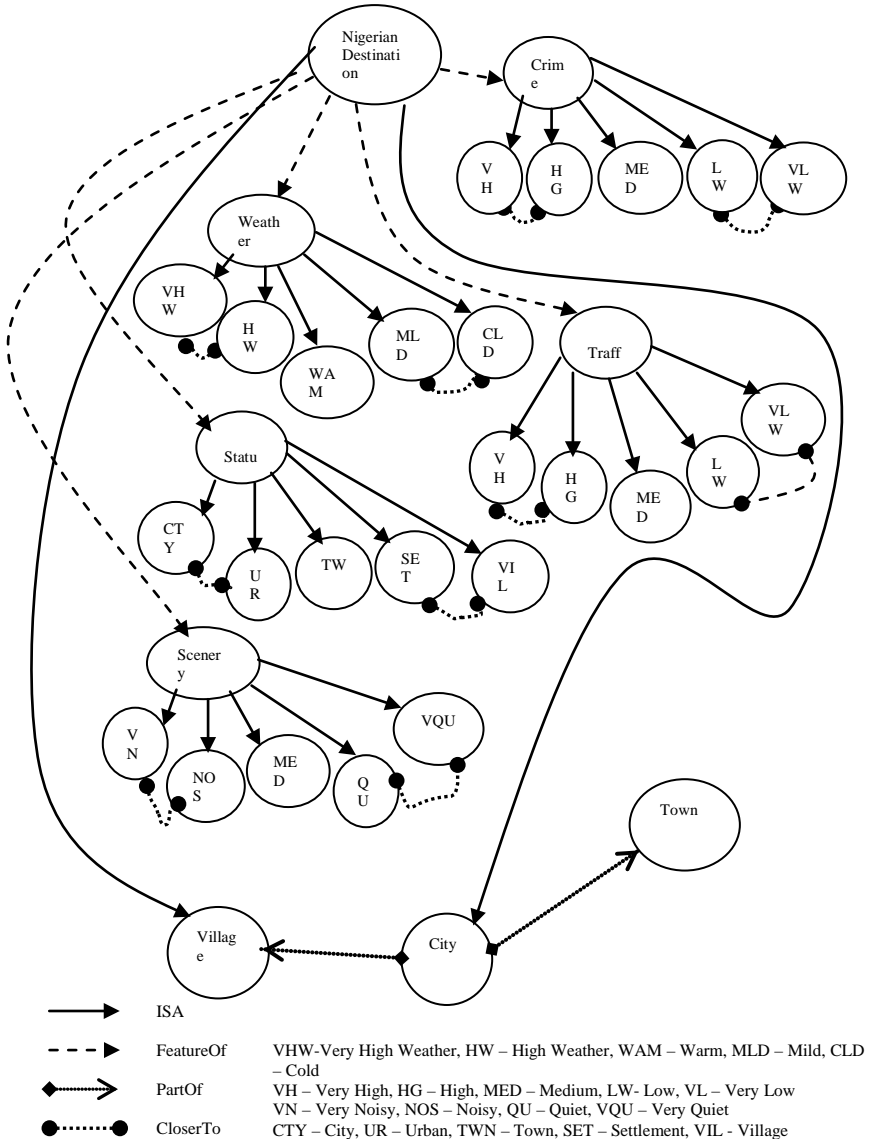 Nigerian
Destinati
on
Crim
e
V
H
H
G
ME
D
L
W
VL
W
Weath
er
VH
W
H
W
WA
M
ML
D
CL
D
Traff
V
H
H
G
ME
D
L
W
VL
W
Statu
CT
Y
U
R
TW
SE
T
VI
L
Scener
y
V
N
NO
S
ME
D
Q
U
VQU
Town
Villag
e
City
ISA
FeatureOf
VHW-Very High Weather, HW – High Weather, WAM – Warm, MLD – Mild, CLD
– Cold
PartOf
VH – Very High, HG – High, MED – Medium, LW- Low, VL – Very Low
VN – Very Noisy, NOS – Noisy, QU – Quiet, VQU – Very Quiet
CloserTo
CTY – City, UR – Urban, TWN – Town, SET – Settlement, VIL - Village